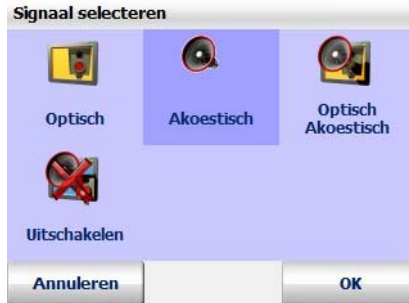 Signaal selecteren
Optisch
Akoestisch
Optisch
Akoestisch
Uitschakelen
Annuleren
OK